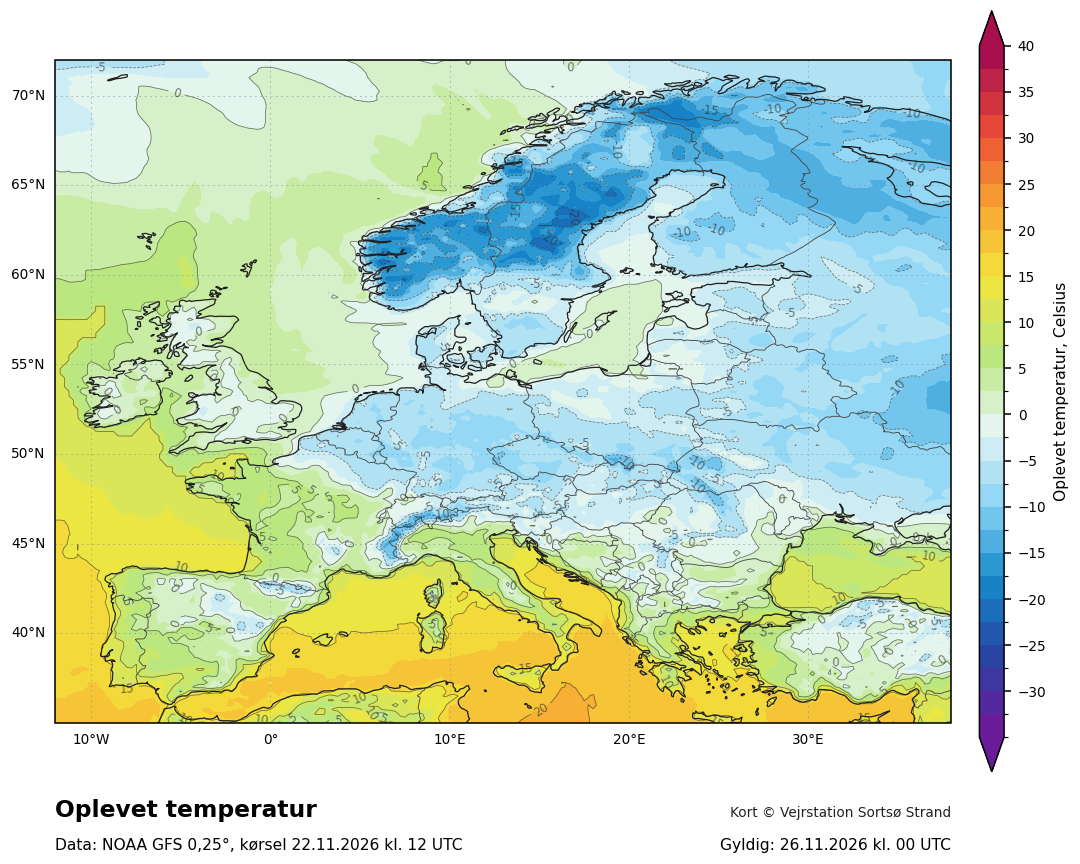 70°N
65°N
60°N
55°N
50°N
45°N
40°N
10°W
0°
10°E
20°E
30°E
40
35
30
25
20
15
10
5
0
−5
−10
−15
−20
−25
−30
Oplevet temperatur, Celsius
Oplevet temperatur
Kort © Vejrstation Sortsø Strand
Data: NOAA GFS 0,25°, kørsel 22.11.2026 kl. 12 UTC
Gyldig: 26.11.2026 kl. 00 UTC